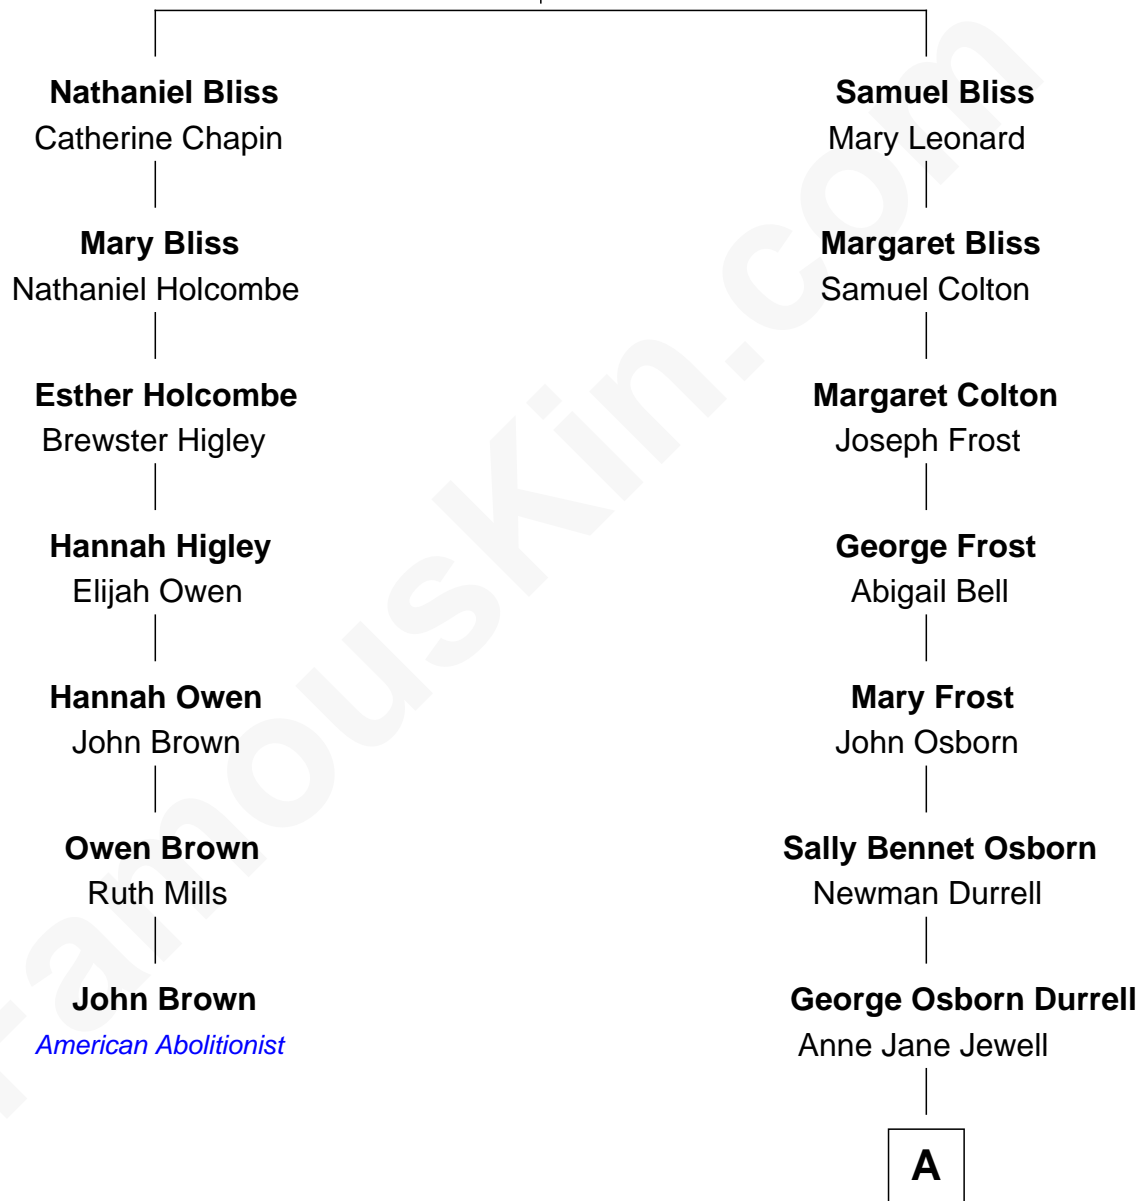 Nathaniel Bliss
Catherine Chapin
Mary Bliss
Nathaniel Holcombe
Esther Holcombe
Brewster Higley
Hannah Higley
Elijah Owen
Hannah Owen
John Brown
Owen Brown
Ruth Mills
John Brown
American Abolitionist
Samuel Bliss
Mary Leonard
Margaret Bliss
Samuel Colton
Margaret Colton
Joseph Frost
George Frost
Abigail Bell
Mary Frost
John Osborn
Sally Bennet Osborn
Newman Durrell
George Osborn Durrell
Anne Jane Jewell
A
FamousKin.com